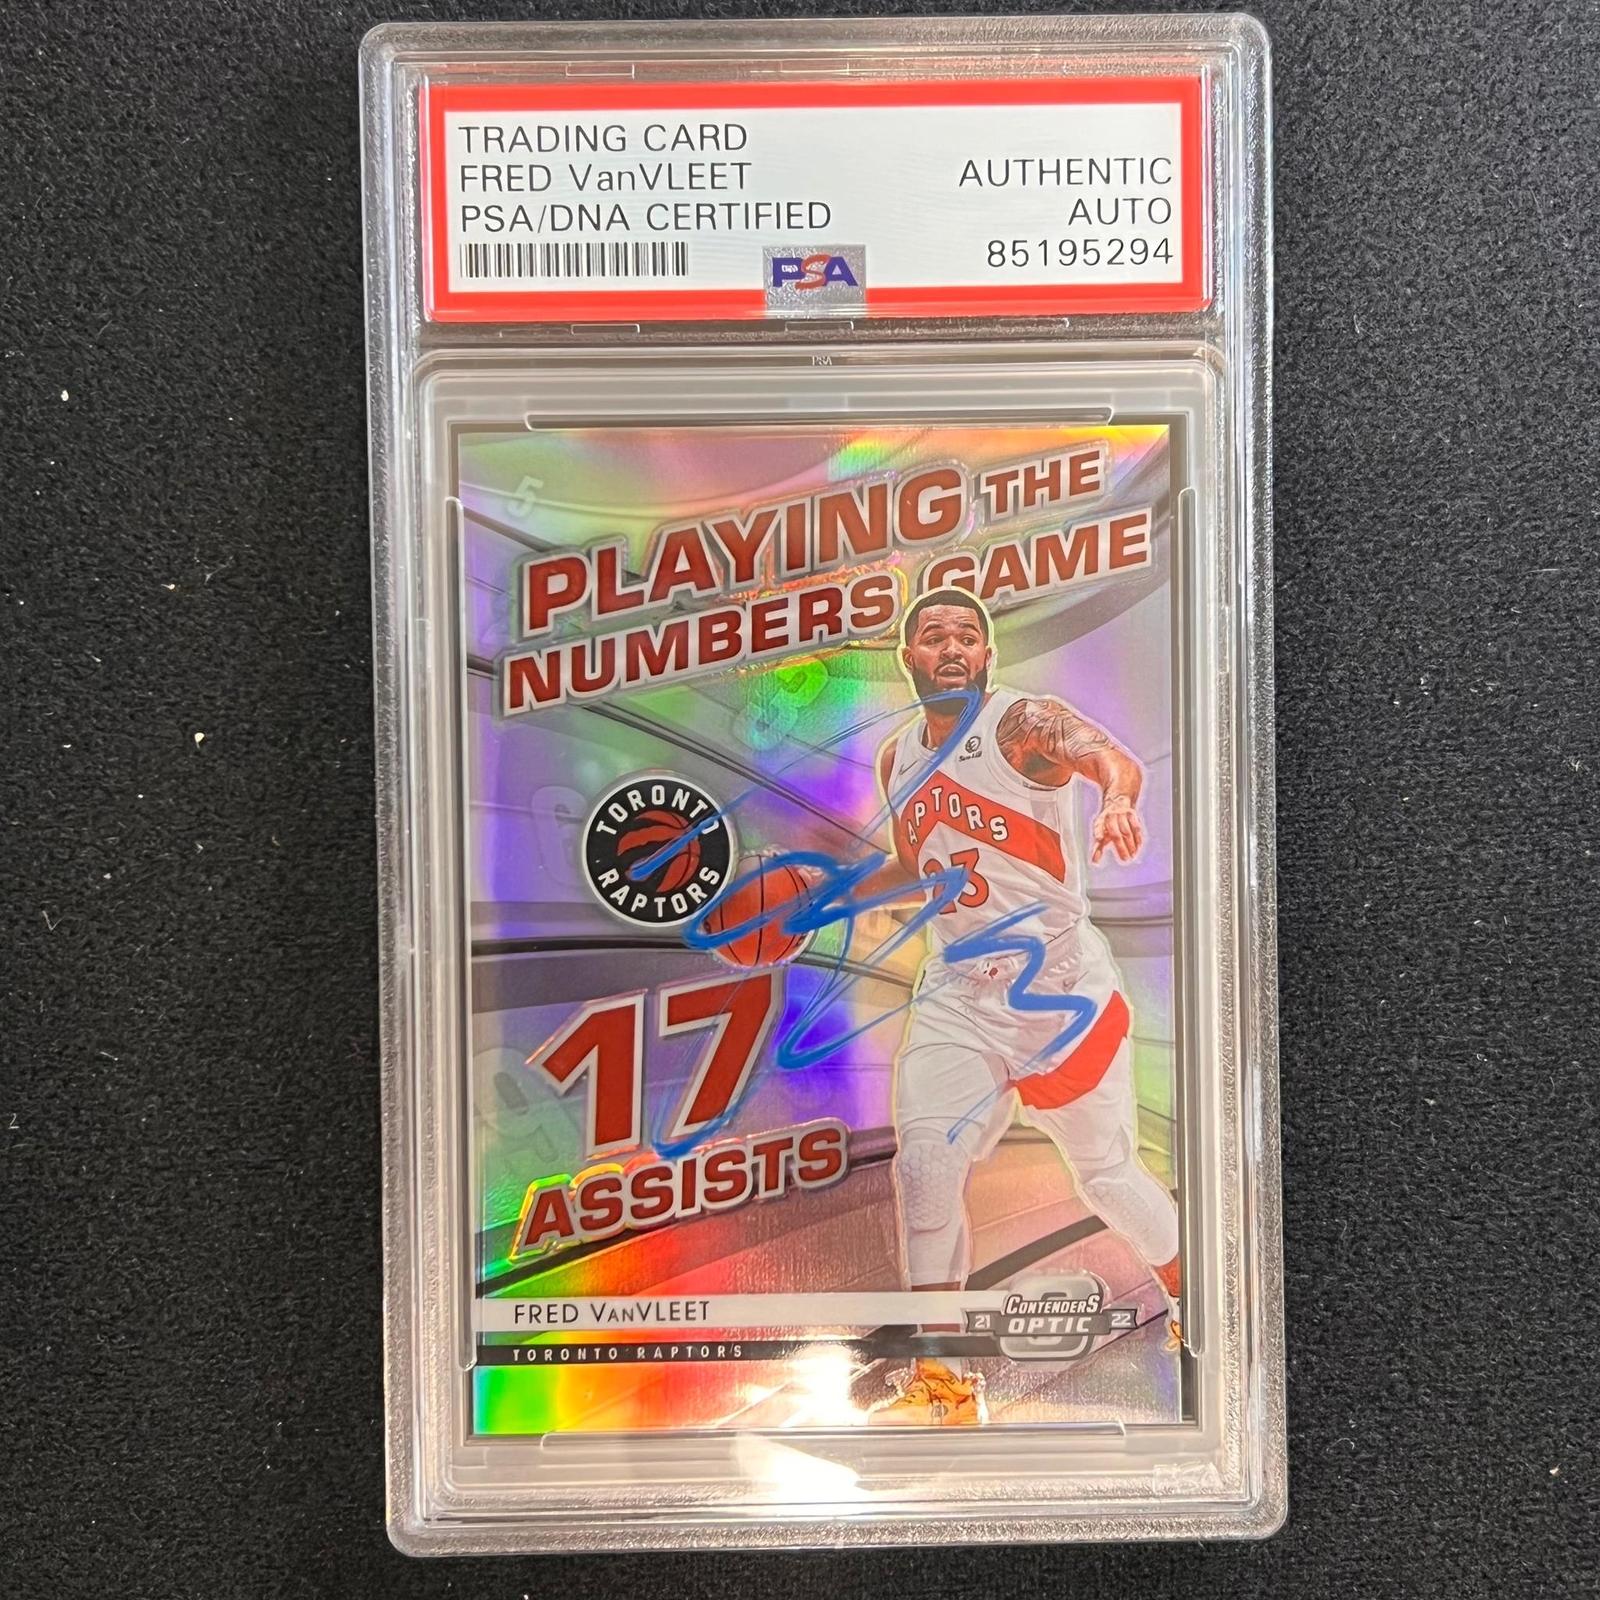 TRADING CARD
FRED VanVLEET
PSA/DNA CERTIFIED
AUTHENTIC
AUTO
85195294
PSA
PSA
PLAYING THE
NUMBERS GAME
TORONTO
RAPTORS
RAPTORS
23
17
ASSISTS
FRED VANVLEET
TORONTO RAPTORS
CONTENDERS
21 OPTIC 22